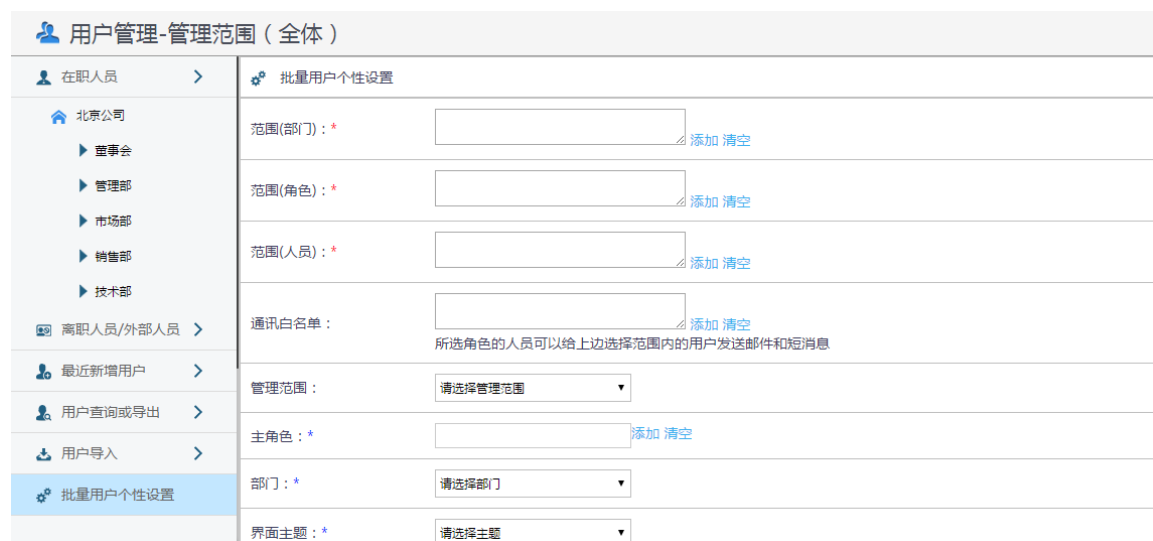 用户管理-管理范围（全体）
在职人员
北京公司
董事会
管理部
市场部
销售部
技术部
离职人员/外部人员
最近新增用户
用户查询或导出
用户导入
批量用户个性设置
批量用户个性设置
范围(部门)：*
添加 清空
范围(角色)：*
添加 清空
范围(人员)：*
添加 清空
通讯白名单：
添加 清空
所选角色的人员可以给上边选择范围内的用户发送邮件和短消息
管理范围：
请选择管理范围
主角色：*
添加 清空
部门：*
请选择部门
界面主题：*
请选择主题